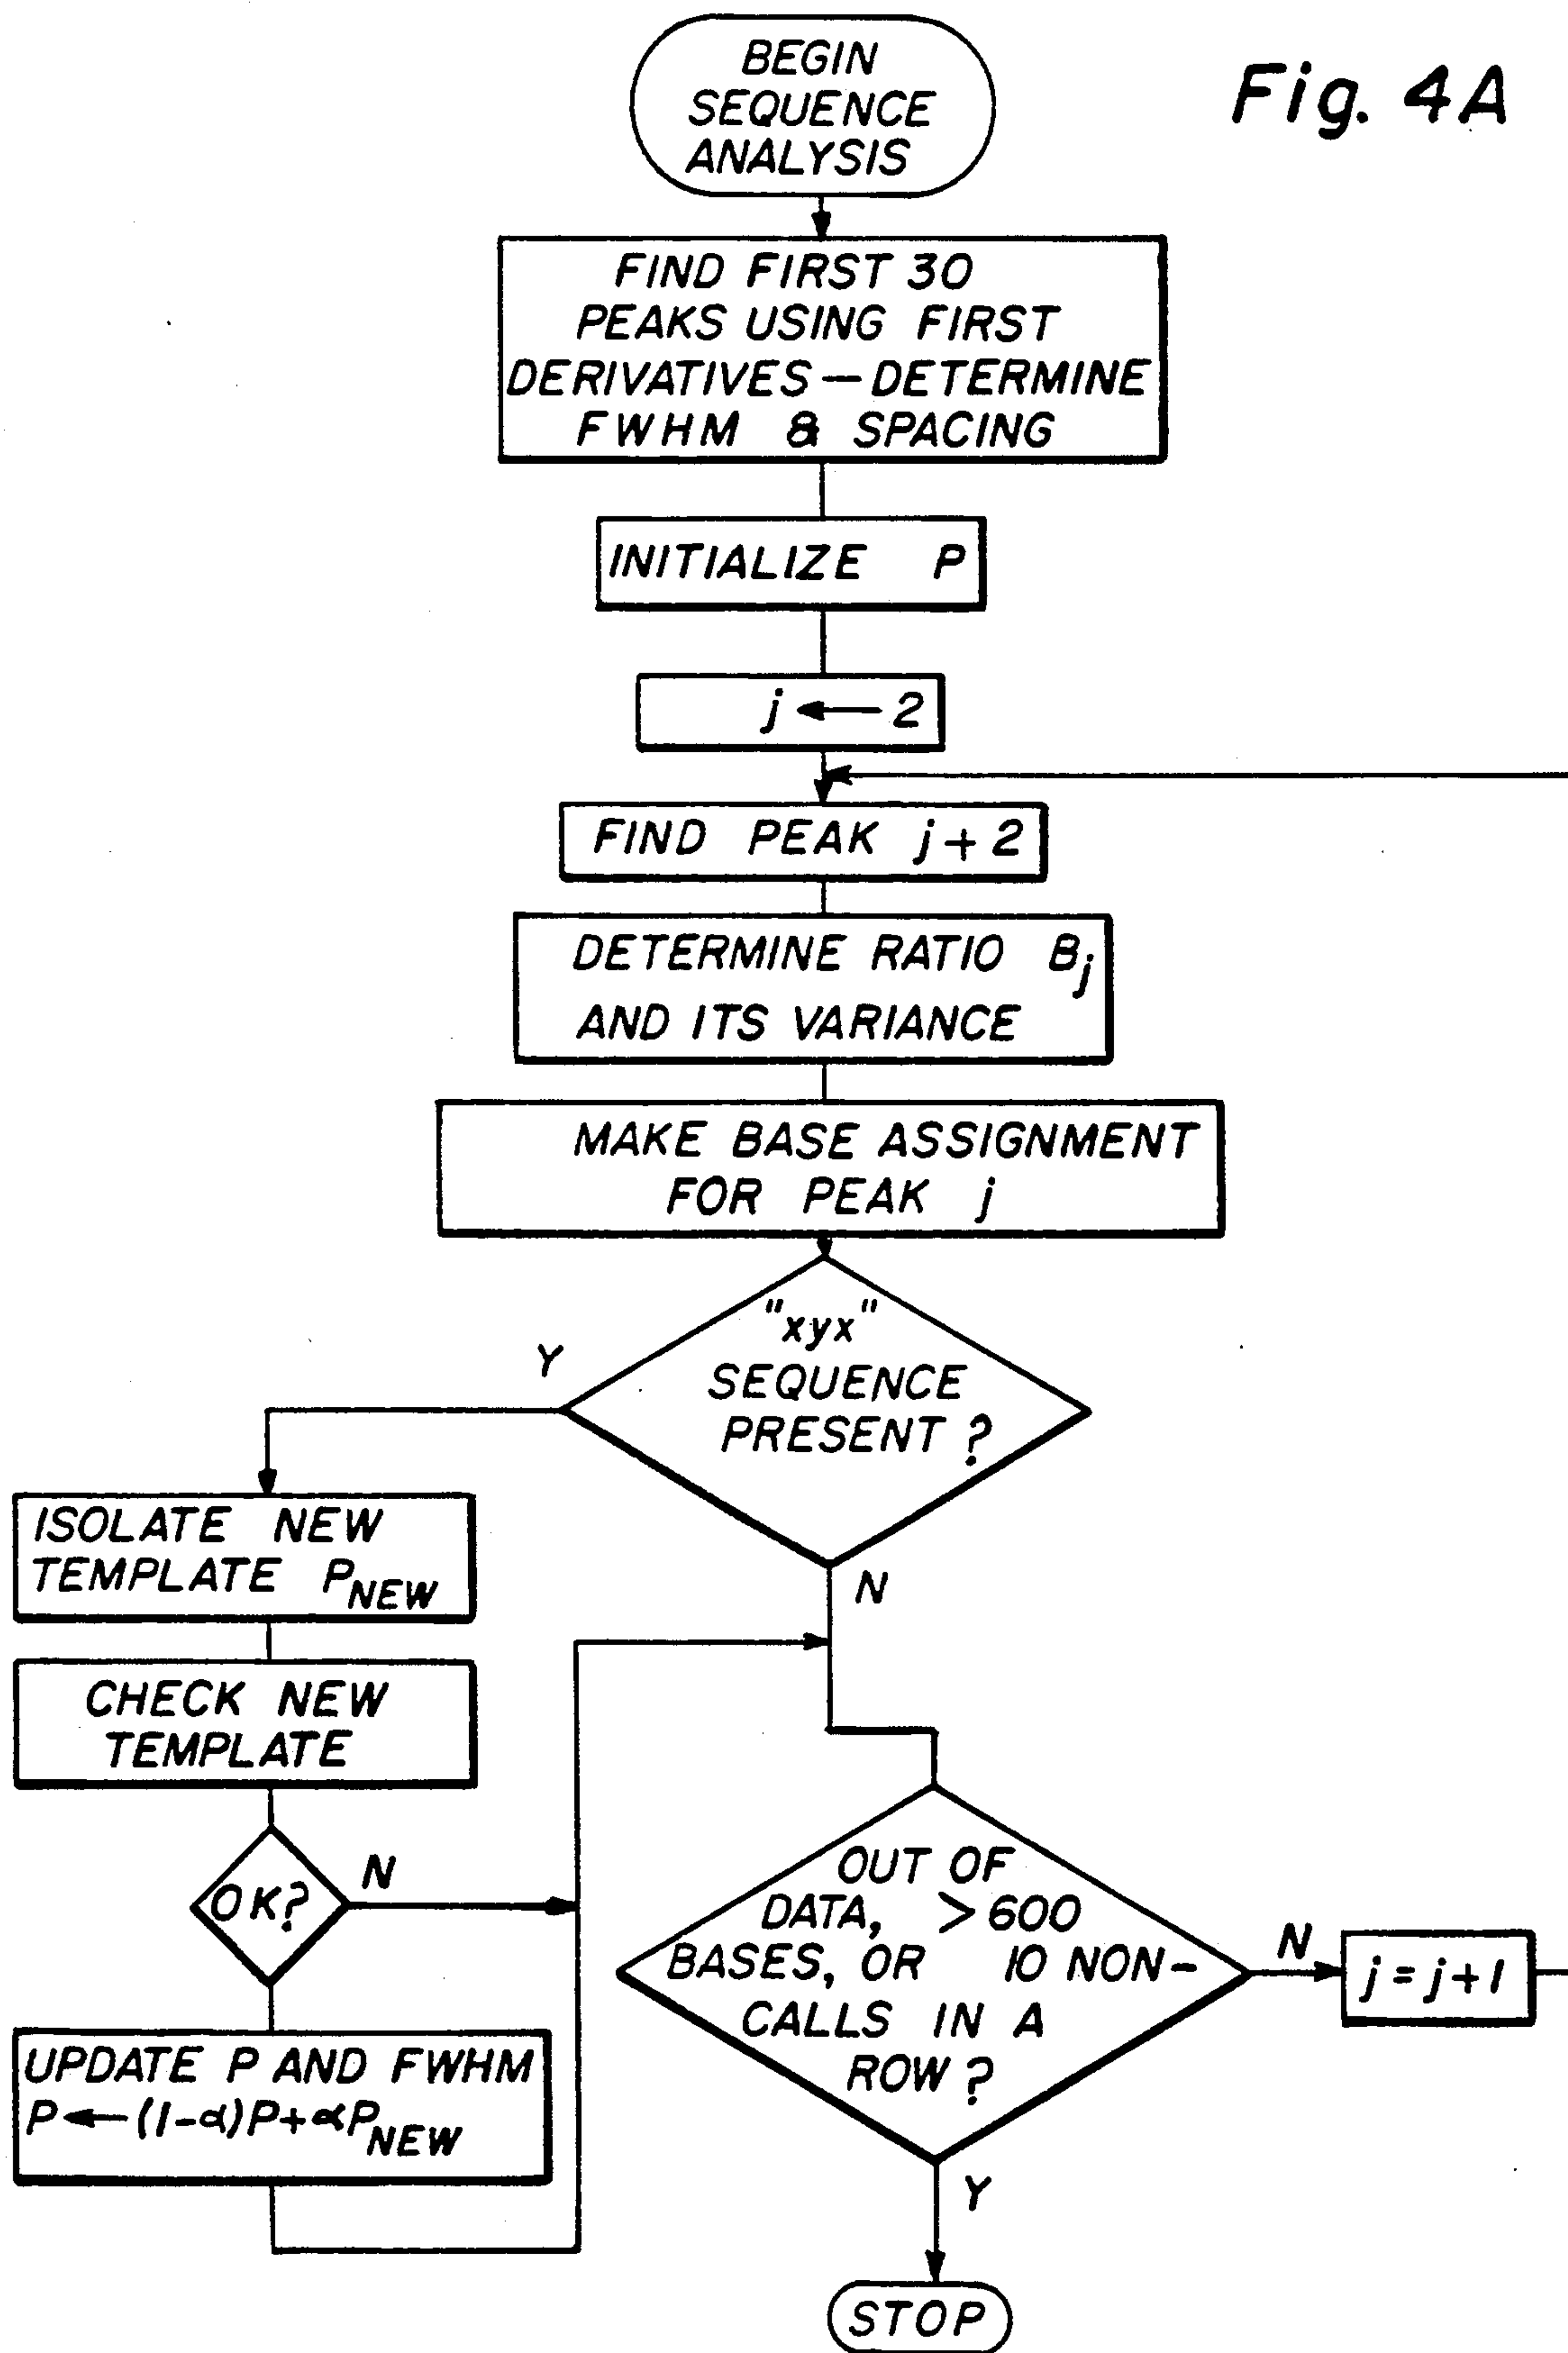 Fig. 4A
BEGIN
SEQUENCE
ANALYSIS
FIND FIRST 30
PEAKS USING FIRST
DERIVATIVES—DETERMINE
FWHM & SPACING
INITIALIZE P
j ← 2
FIND PEAK j + 2
DETERMINE RATIO Bj
AND ITS VARIANCE
MAKE BASE ASSIGNMENT
FOR PEAK j
"xyx"
SEQUENCE
PRESENT ?
Y
N
ISOLATE NEW
TEMPLATE PNEW
CHECK NEW
TEMPLATE
OK?
N
UPDATE P AND FWHM
P ← (1-α)P+αPNEW
OUT OF
DATA, >600
BASES, OR 10 NON-
CALLS IN A
ROW ?
N
j = j+1
Y
STOP